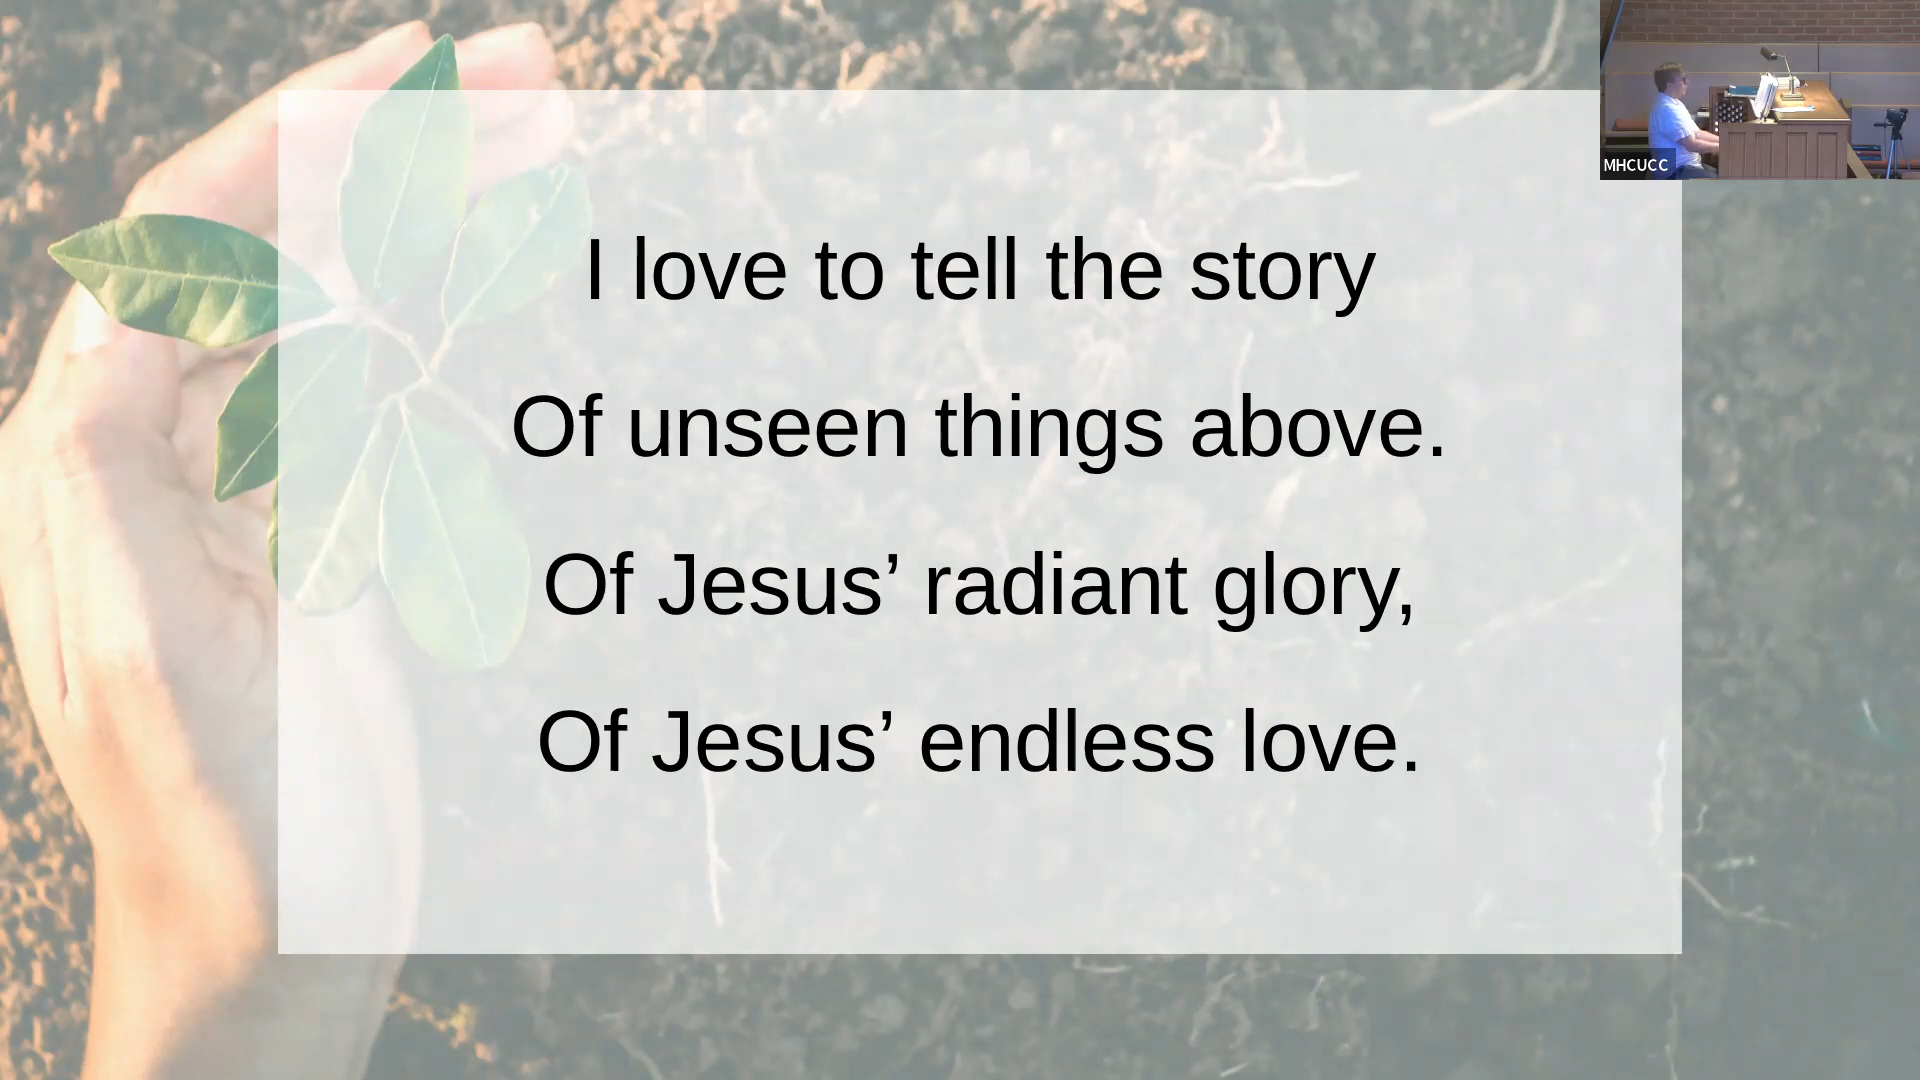 I love to tell the story
Of unseen things above.
Of Jesus’ radiant glory,
Of Jesus’ endless love.
MHCUCC